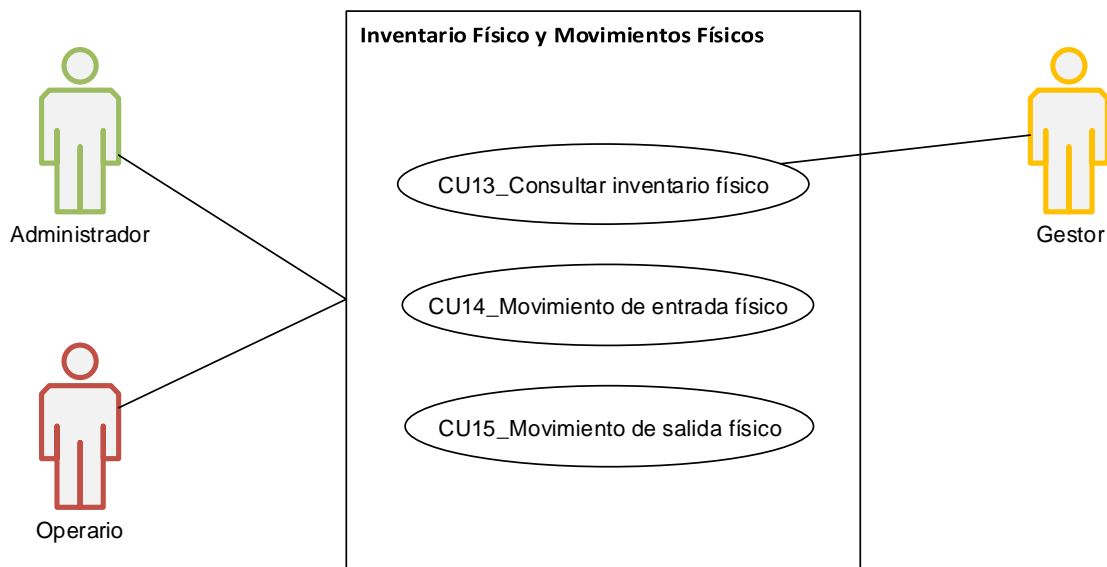 Inventario Físico y Movimientos Físicos
CU13_Consultar inventario físico
Administrador
Gestor
CU14_Movimiento de entrada físico
CU15_Movimiento de salida físico
Operario